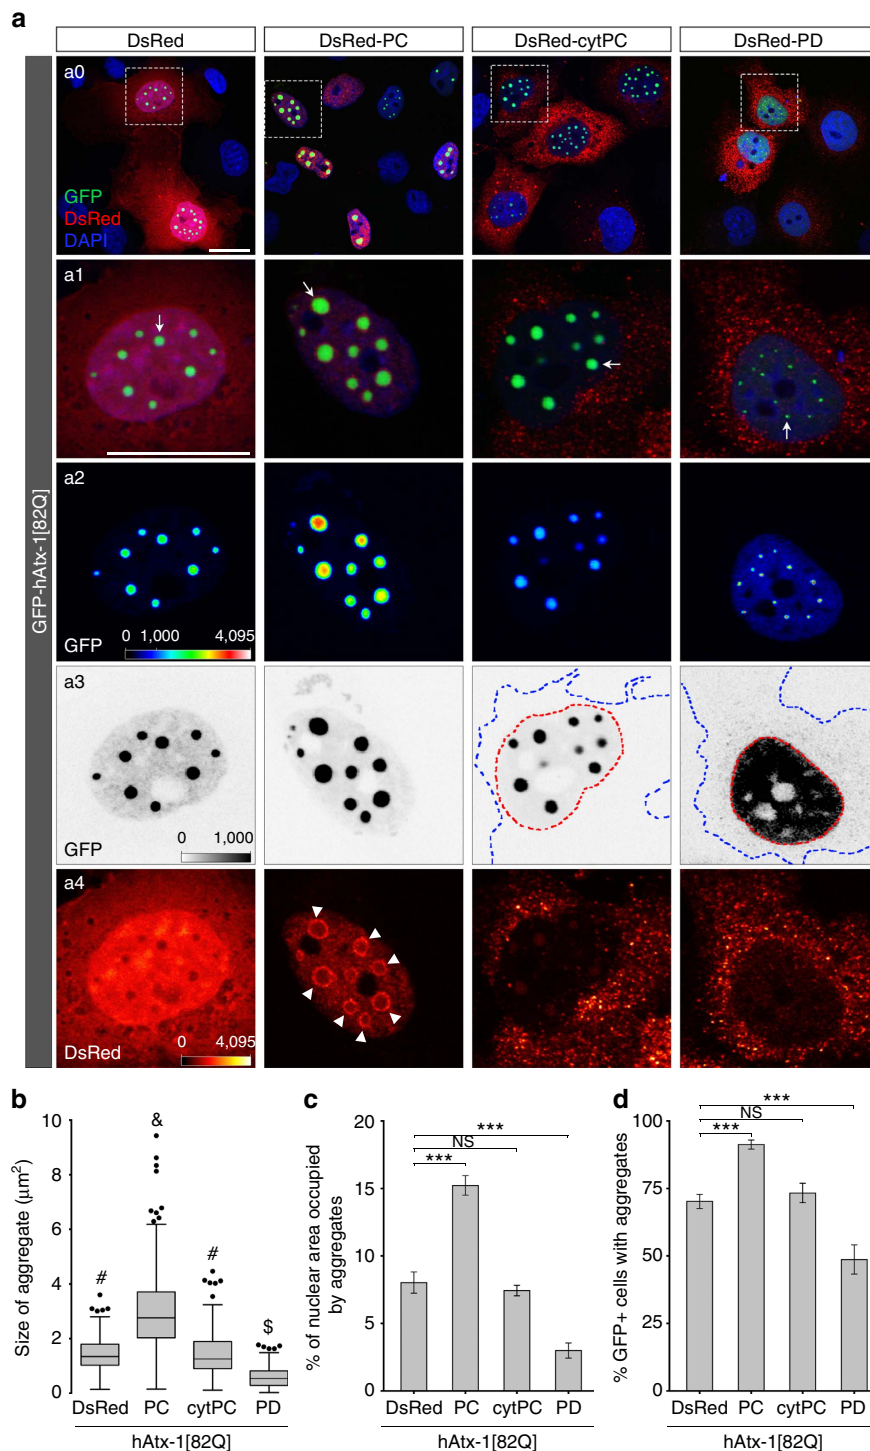 a
DsRed
DsRed-PC
DsRed-cytPC
DsRed-PD
GFP-hAtx-1[82Q]
a0
GFP
DsRed
DAPI
a1
a2
GFP
0 1,000 4,095
a3
GFP
0 1,000
a4
DsRed
0 4,095
b
Size of aggregate (μm²)
10
8
6
4
2
0
#
&
#
$
DsRed PC cytPC PD
hAtx-1[82Q]
c
% of nuclear area occupied
by aggregates
20
15
10
5
0
***
NS
***
DsRed PC cytPC PD
hAtx-1[82Q]
d
% GFP+ cells with aggregates
100
75
50
25
0
***
NS
***
DsRed PC cytPC PD
hAtx-1[82Q]